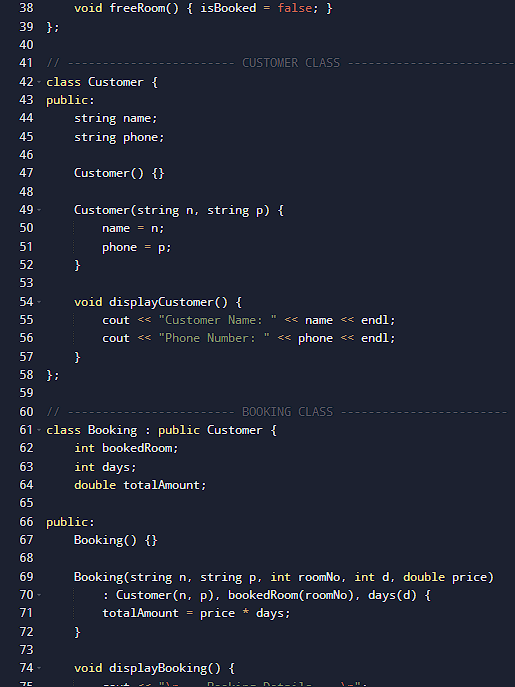 38 void freeRoom() { isBooked = false; }
39 };
40
41 // ------------------------ CUSTOMER CLASS ------------------------
42 class Customer {
43 public:
44 string name;
45 string phone;
46
47 Customer() {}
48
49 Customer(string n, string p) {
50 name = n;
51 phone = p;
52 }
53
54 void displayCustomer() {
55 cout << "Customer Name: " << name << endl;
56 cout << "Phone Number: " << phone << endl;
57 }
58 };
59
60 // ------------------------ BOOKING CLASS ------------------------
61 class Booking : public Customer {
62 int bookedRoom;
63 int days;
64 double totalAmount;
65
66 public:
67 Booking() {}
68
69 Booking(string n, string p, int roomNo, int d, double price)
70 : Customer(n, p), bookedRoom(roomNo), days(d) {
71 totalAmount = price * days;
72 }
73
74 void displayBooking() {
75 cout << "\n